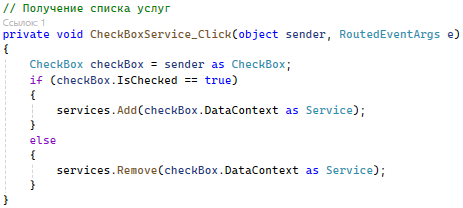 // Получение списка услуг
Ссылок: 1
private void CheckBoxService_Click(object sender, RoutedEventArgs e)
{
    CheckBox checkBox = sender as CheckBox;
    if (checkBox.IsChecked == true)
    {
        services.Add(checkBox.DataContext as Service);
    }
    else
    {
        services.Remove(checkBox.DataContext as Service);
    }
}